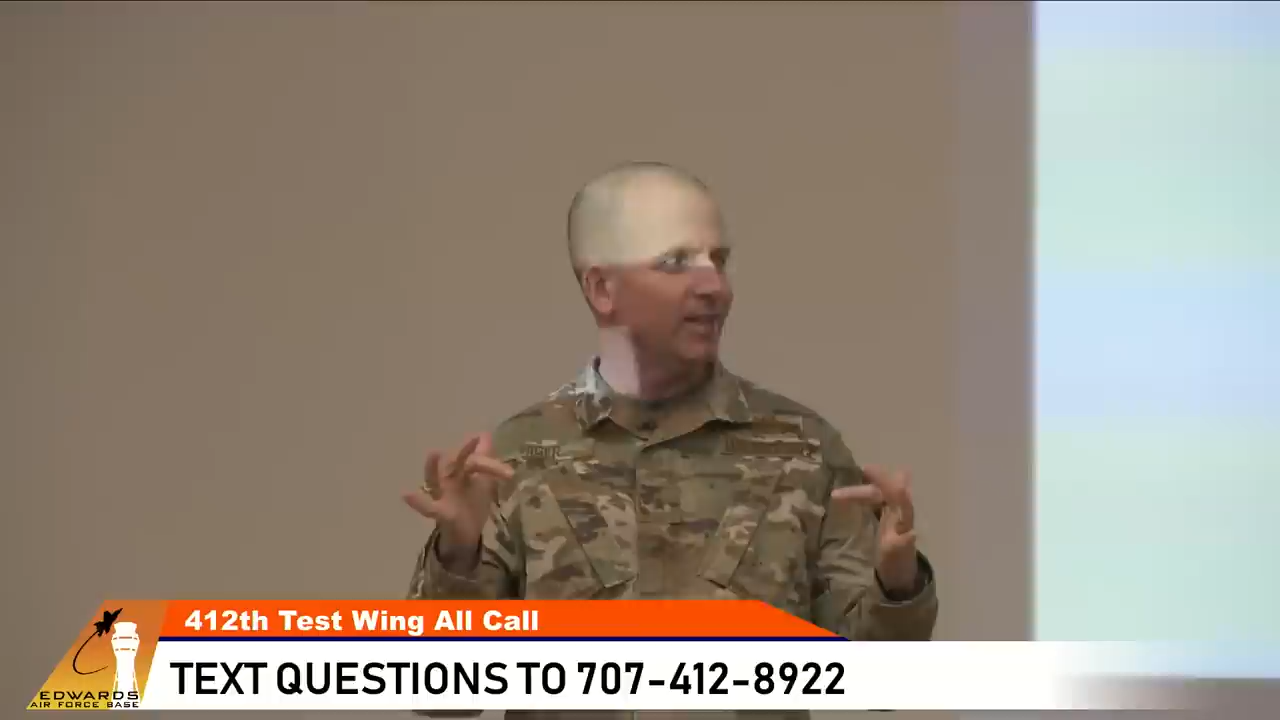 412th Test Wing All Call
TEXT QUESTIONS TO 707-412-8922
EDWARDS
AIR FORCE BASE